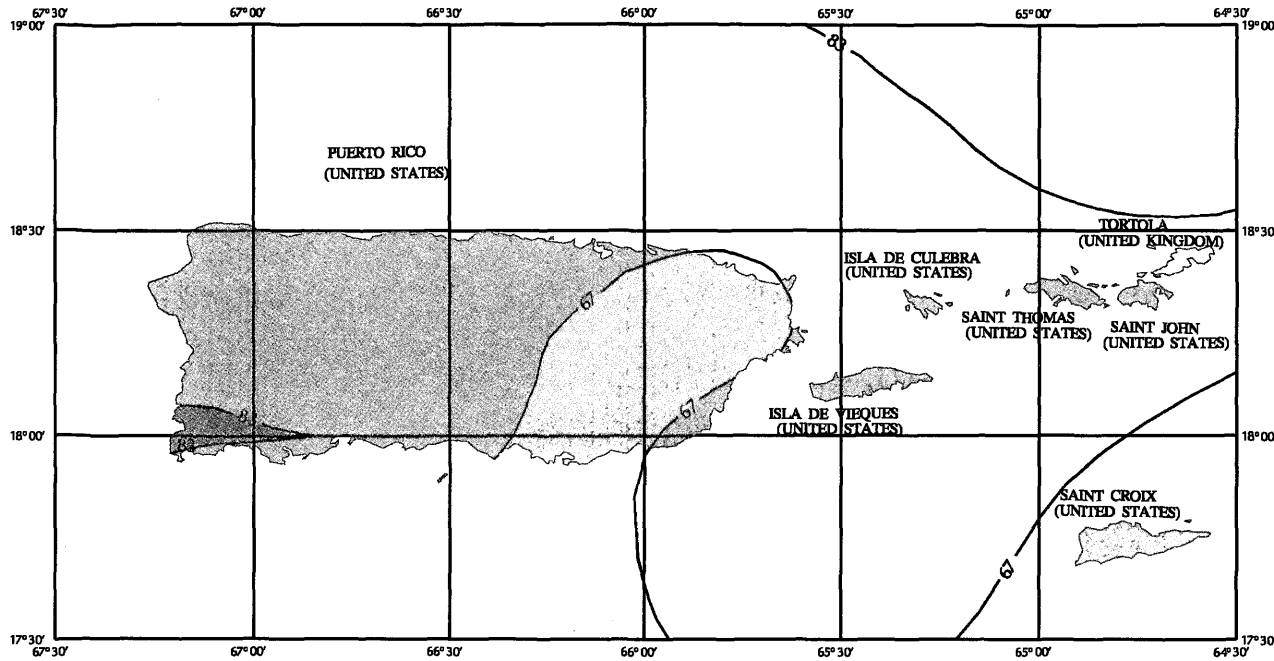 67°30′ 67°00′ 66°30′ 66°00′ 65°30′ 65°00′ 64°30′
19°00′ 19°00′
83
PUERTO RICO
(UNITED STATES)
18°30′ 18°30′
TORTOLA
(UNITED KINGDOM)
ISLA DE CULEBRA
(UNITED STATES)
67
SAINT THOMAS
(UNITED STATES)
SAINT JOHN
(UNITED STATES)
67
ISLA DE VIEQUES
(UNITED STATES)
83
18°00′ 18°00′
83
SAINT CROIX
(UNITED STATES)
67
17°30′ 17°30′
67°30′ 67°00′ 66°30′ 66°00′ 65°30′ 65°00′ 64°30′